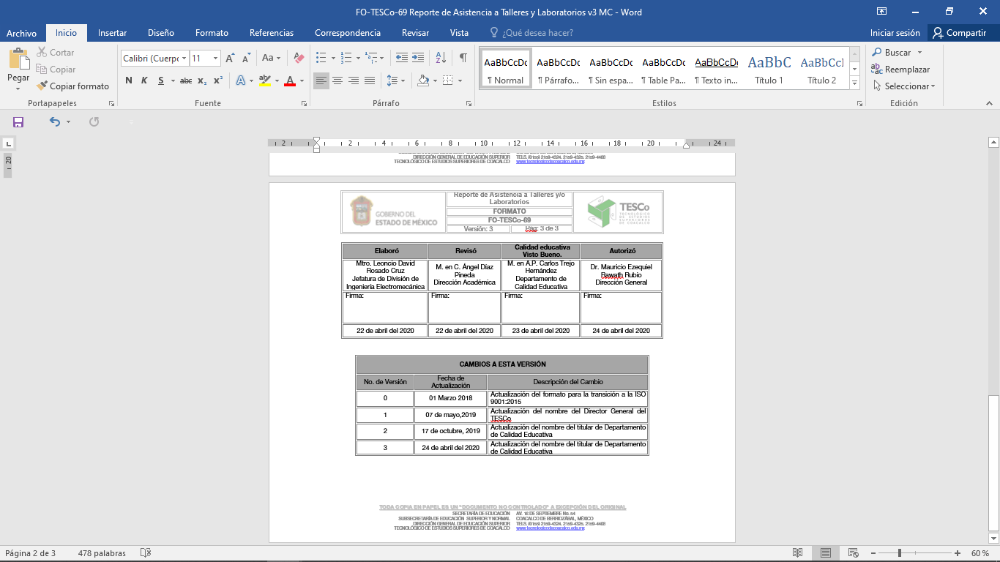 FO-TESCo-69 Reporte de Asistencia a Talleres y Laboratorios v3 MC - Word
Archivo Inicio Insertar Diseño Formato Referencias Correspondencia Revisar Vista ¿Qué desea hacer? Iniciar sesión Compartir
Pegar
Cortar
Copiar
Copiar formato
Portapapeles
Calibri (Cuerpo 11
N K S abc x₂ x²
Fuente
Párrafo
AaBbCcDc AaBbCcDc AaBbCcDc AaBbCcDc AaBbCcDc AaBbC AaBbCcI
¶ Normal ¶ Párrafo... ¶ Sin espa... ¶ Table Pa... ¶ Texto in... Título 1 Título 2
Estilos
Buscar
Reemplazar
Seleccionar
Edición
2 2 4 6 8 10 12 14 16 18 20 24
20
DIRECCIÓN GENERAL DE EDUCACIÓN SUPERIOR TELS. (0155) 2159-4324, 2159-4325, 2159-4468
TECNOLÓGICO DE ESTUDIOS SUPERIORES DE COACALCO www.tecnologicodecoacalco.edu.mx
GOBIERNO DEL
ESTADO DE MÉXICO
Reporte de Asistencia a Talleres y/o
Laboratorios
FORMATO
FO-TESCo-69
Versión: 3 Pág: 3 de 3
TESCo
TECNOLÓGICO
DE ESTUDIOS
SUPERIORES
DE COACALCO
Elaboró Revisó Calidad educativa Visto Bueno. Autorizó
Mtro. Leoncio David
Rosado Cruz
Jefatura de División de
Ingeniería Electromecánica
M. en C. Ángel Díaz
Pineda
Dirección Académica
M. en A.P. Carlos Trejo
Hernández
Departamento de
Calidad Educativa
Dr. Mauricio Ezequiel
Rawath Rubio
Dirección General
Firma: Firma: Firma: Firma:
22 de abril del 2020 22 de abril del 2020 23 de abril del 2020 24 de abril del 2020
CAMBIOS A ESTA VERSIÓN
No. de Versión Fecha de Actualización Descripción del Cambio
0 01 Marzo 2018 Actualización del formato para la transición a la ISO
9001:2015
1 07 de mayo,2019 Actualización del nombre del Director General del
TESCo
2 17 de octubre, 2019 Actualización del nombre del titular de Departamento
de Calidad Educativa
3 24 de abril del 2020 Actualización del nombre del titular de Departamento
de Calidad Educativa
TODA COPIA EN PAPEL ES UN "DOCUMENTO NO CONTROLADO" A EXCEPCIÓN DEL ORIGINAL
SECRETARÍA DE EDUCACIÓN AV. 16 DE SEPTIEMBRE No. 54
SUBSECRETARÍA DE EDUCACIÓN SUPERIOR Y NORMAL COACALCO DE BERRIOZÁBAL, MÉXICO
DIRECCIÓN GENERAL DE EDUCACIÓN SUPERIOR TELS. (0155) 2159-4324, 2159-4325, 2159-4468
TECNOLÓGICO DE ESTUDIOS SUPERIORES DE COACALCO www.tecnologicodecoacalco.edu.mx
Página 2 de 3 478 palabras 60 %